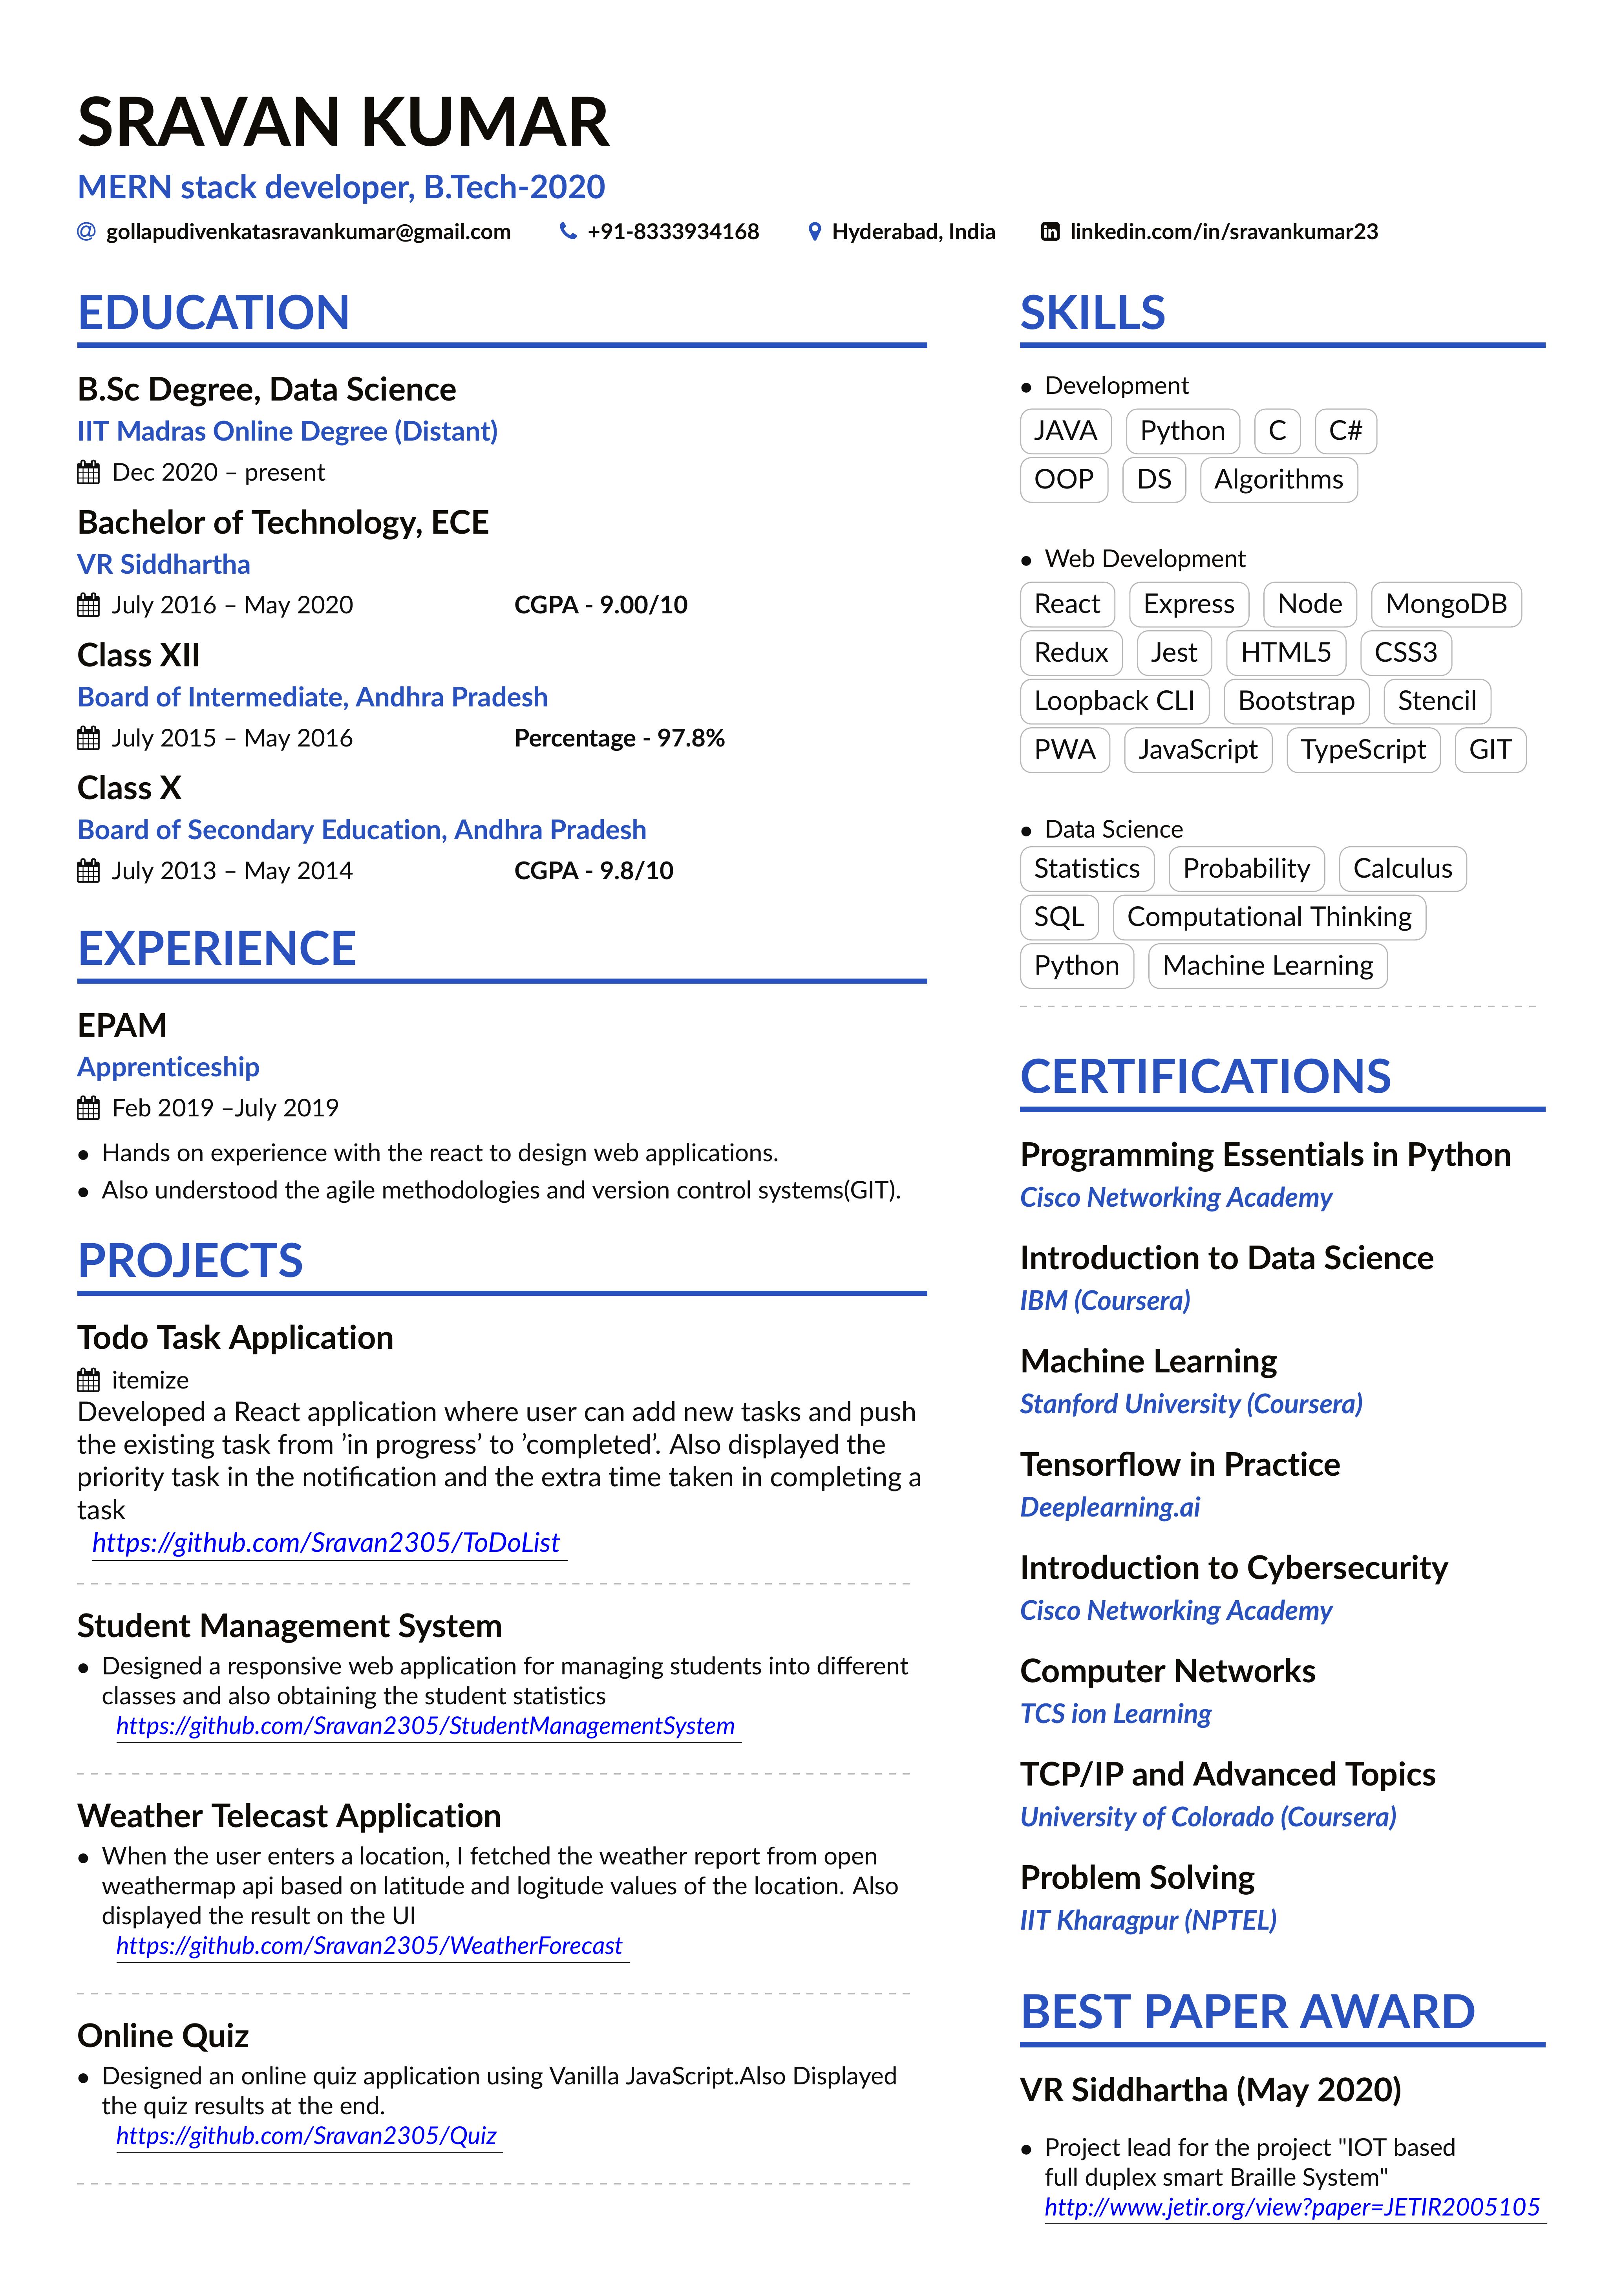 SRAVAN KUMAR
MERN stack developer, B.Tech-2020
@ gollapudivenkatasravankumar@gmail.com +91-8333934168 Hyderabad, India linkedin.com/in/sravankumar23
EDUCATION
B.Sc Degree, Data Science
IIT Madras Online Degree (Distant)
Dec 2020 – present
Bachelor of Technology, ECE
VR Siddhartha
July 2016 – May 2020 CGPA - 9.00/10
Class XII
Board of Intermediate, Andhra Pradesh
July 2015 – May 2016 Percentage - 97.8%
Class X
Board of Secondary Education, Andhra Pradesh
July 2013 – May 2014 CGPA - 9.8/10
EXPERIENCE
EPAM
Apprenticeship
Feb 2019 –July 2019
• Hands on experience with the react to design web applications.
• Also understood the agile methodologies and version control systems(GIT).
PROJECTS
Todo Task Application
itemize
Developed a React application where user can add new tasks and push
the existing task from ’in progress’ to ’completed’. Also displayed the
priority task in the notification and the extra time taken in completing a
task
https://github.com/Sravan2305/ToDoList
Student Management System
• Designed a responsive web application for managing students into different
classes and also obtaining the student statistics
https://github.com/Sravan2305/StudentManagementSystem
Weather Telecast Application
• When the user enters a location, I fetched the weather report from open
weathermap api based on latitude and logitude values of the location. Also
displayed the result on the UI
https://github.com/Sravan2305/WeatherForecast
Online Quiz
• Designed an online quiz application using Vanilla JavaScript.Also Displayed
the quiz results at the end.
https://github.com/Sravan2305/Quiz
SKILLS
• Development
JAVA Python C C#
OOP DS Algorithms
• Web Development
React Express Node MongoDB
Redux Jest HTML5 CSS3
Loopback CLI Bootstrap Stencil
PWA JavaScript TypeScript GIT
• Data Science
Statistics Probability Calculus
SQL Computational Thinking
Python Machine Learning
CERTIFICATIONS
Programming Essentials in Python
Cisco Networking Academy
Introduction to Data Science
IBM (Coursera)
Machine Learning
Stanford University (Coursera)
Tensorflow in Practice
Deeplearning.ai
Introduction to Cybersecurity
Cisco Networking Academy
Computer Networks
TCS ion Learning
TCP/IP and Advanced Topics
University of Colorado (Coursera)
Problem Solving
IIT Kharagpur (NPTEL)
BEST PAPER AWARD
VR Siddhartha (May 2020)
• Project lead for the project "IOT based
full duplex smart Braille System"
http://www.jetir.org/view?paper=JETIR2005105